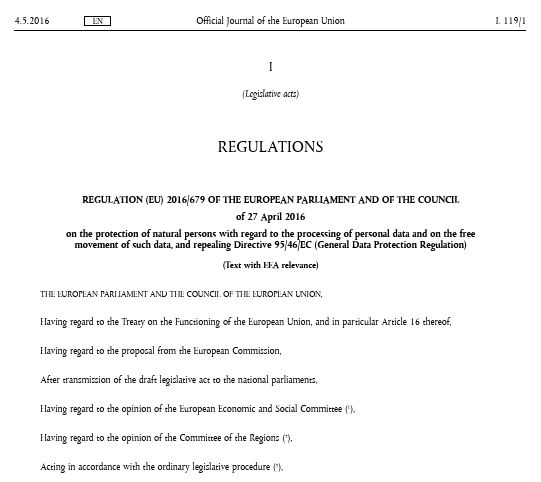 4.5.2016 EN Official Journal of the European Union L 119/1
I
(Legislative acts)
REGULATIONS
REGULATION (EU) 2016/679 OF THE EUROPEAN PARLIAMENT AND OF THE COUNCIL
of 27 April 2016
on the protection of natural persons with regard to the processing of personal data and on the free
movement of such data, and repealing Directive 95/46/EC (General Data Protection Regulation)
(Text with EEA relevance)
THE EUROPEAN PARLIAMENT AND THE COUNCIL OF THE EUROPEAN UNION,
Having regard to the Treaty on the Functioning of the European Union, and in particular Article 16 thereof,
Having regard to the proposal from the European Commission,
After transmission of the draft legislative act to the national parliaments,
Having regard to the opinion of the European Economic and Social Committee (¹),
Having regard to the opinion of the Committee of the Regions (²),
Acting in accordance with the ordinary legislative procedure (³),